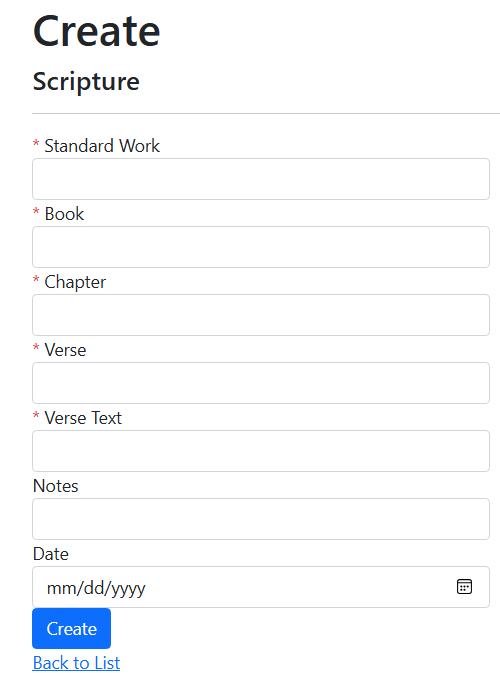 Create
Scripture
* Standard Work
* Book
* Chapter
* Verse
* Verse Text
Notes
Date
mm/dd/yyyy
Create
Back to List